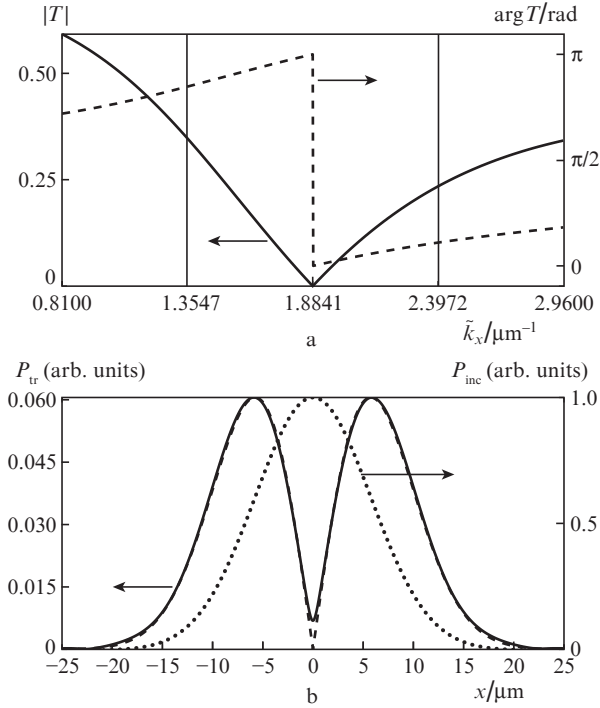 |T| arg T/rad
0.50 π
0.25 π/2
0 0
0.8100 1.3547 1.8841 2.3972 2.9600
k̃ₓ/μm⁻¹
a
P_tr (arb. units) P_inc (arb. units)
0.060 1.0
0.045
0.030 0.5
0.015
0 0
−25 −20 −15 −10 −5 0 5 10 15 20 25
b x/μm